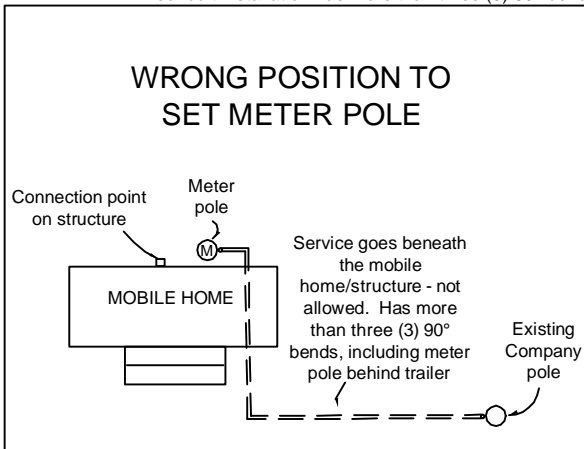 WRONG POSITION TO
SET METER POLE
Meter
pole
Connection point
on structure
M
MOBILE HOME
Service goes beneath
the mobile
home/structure - not
allowed. Has more
than three (3) 90°
bends, including meter
pole behind trailer
Existing
Company
pole